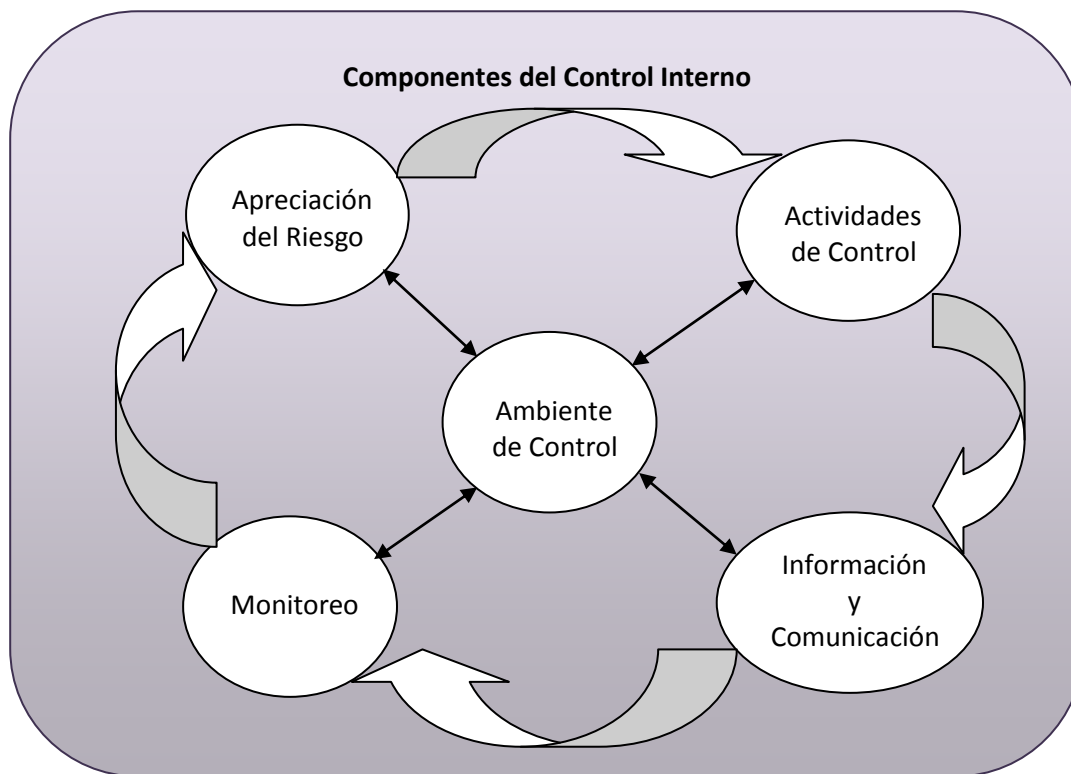 Componentes del Control Interno
Apreciación
del Riesgo
Actividades
de Control
Ambiente
de Control
Monitoreo
Información
y
Comunicación